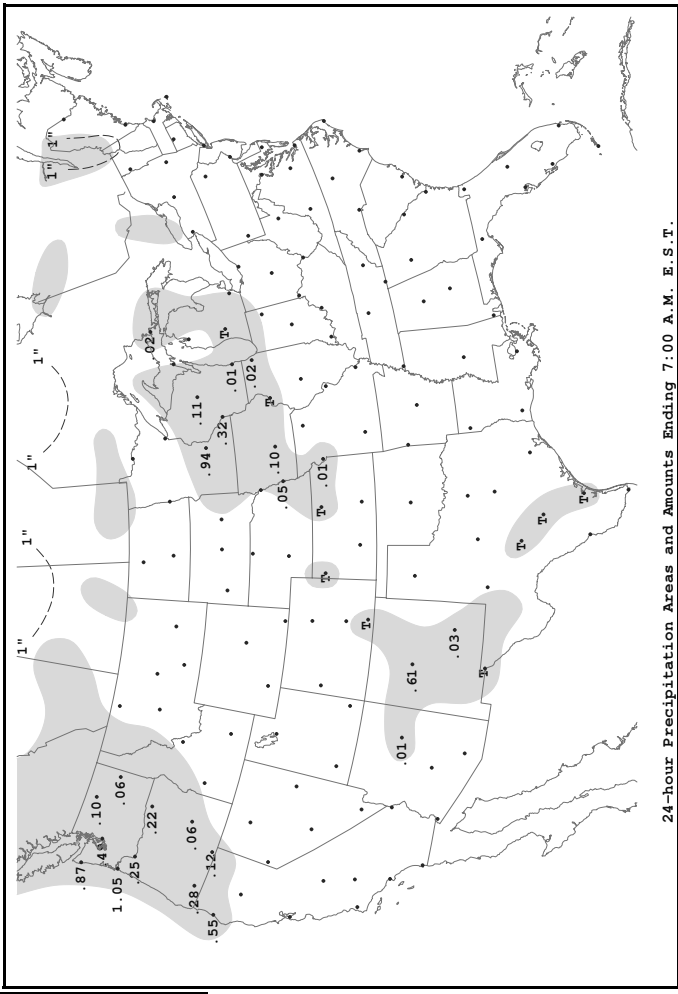 1"
1"
1"
1"
1"
1"
.87
.10
.49
.06
1.05
.25
.22
.28
.06
.12
.55
.94
.11
.32
.02
T
.01
.02
T
.10
.05
.01
T
T
T
.03
.61
T
.01
T
T
T
24-hour Precipitation Areas and Amounts Ending 7:00 A.M. E.S.T.